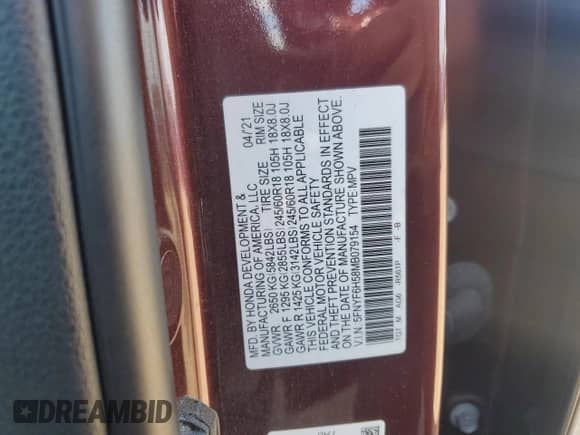 MFD. BY HONDA DEVELOPMENT &
MANUFACTURING OF AMERICA, LLC 04/21
GVWR 2650 KG(5842LBS) TIRE SIZE RIM SIZE
GAWR F 1295 KG(2855LBS) 245/60R18 105H 18X8.0J
GAWR R 1425 KG(3142LBS) 245/60R18 105H 18X8.0J
THIS VEHICLE CONFORMS TO ALL APPLICABLE
FEDERAL MOTOR VEHICLE SAFETY
AND THEFT PREVENTION STANDARDS IN EFFECT
ON THE DATE OF MANUFACTURE SHOWN ABOVE.
V.I.N. 5FNYF6H58MB079154 TYPE:MPV
TGT M AG6 -R561P -F -B
DREAMBID